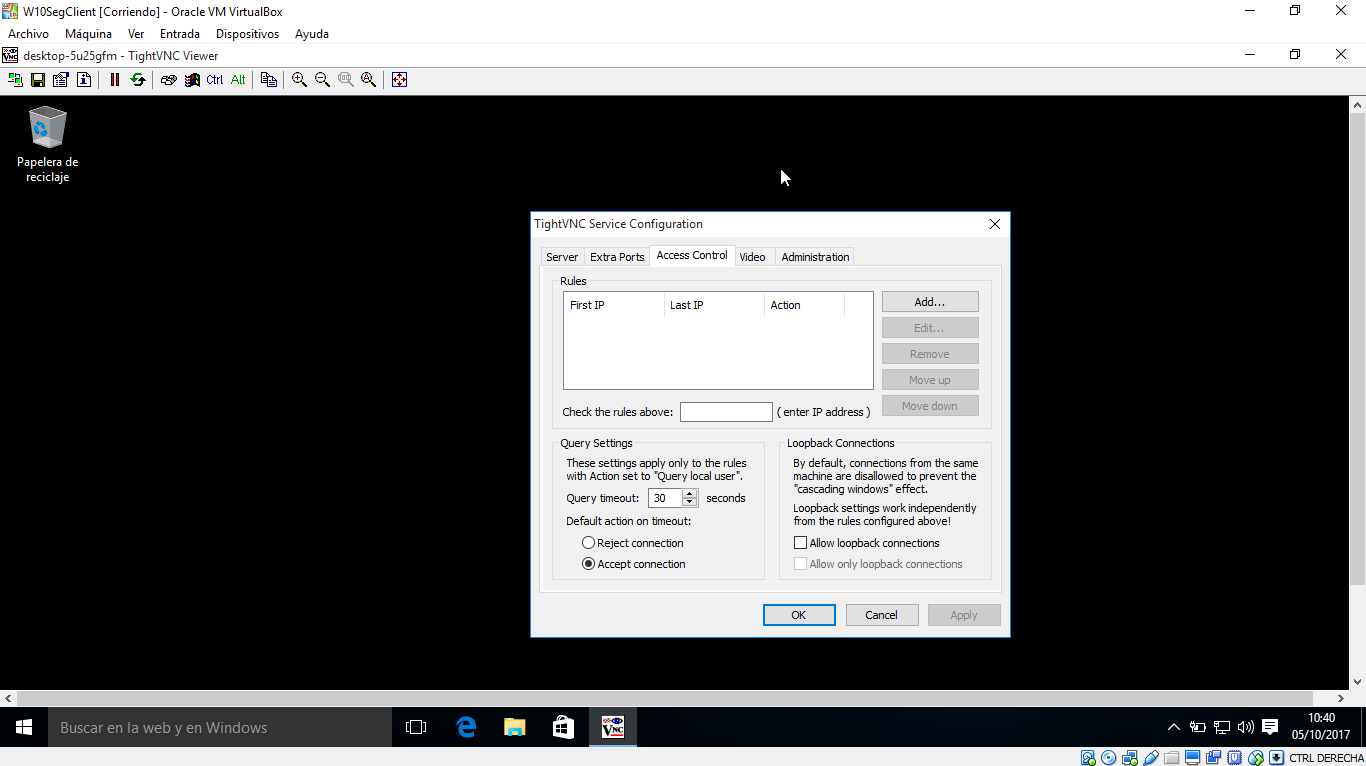 W10SegClient [Corriendo] - Oracle VM VirtualBox
Archivo Máquina Ver Entrada Dispositivos Ayuda
desktop-5u25gfm - TightVNC Viewer
Ctrl Alt
Papelera de
reciclaje
TightVNC Service Configuration
Server Extra Ports Access Control Video Administration
Rules
First IP Last IP Action
Add...
Edit...
Remove
Move up
Move down
Check the rules above: ( enter IP address )
Query Settings
These settings apply only to the rules
with Action set to "Query local user".
Query timeout: 30 seconds
Default action on timeout:
Reject connection
Accept connection
Loopback Connections
By default, connections from the same
machine are disallowed to prevent the
"cascading windows" effect.
Loopback settings work independently
from the rules configured above!
Allow loopback connections
Allow only loopback connections
OK Cancel Apply
Buscar en la web y en Windows
10:40
05/10/2017
CTRL DERECHA